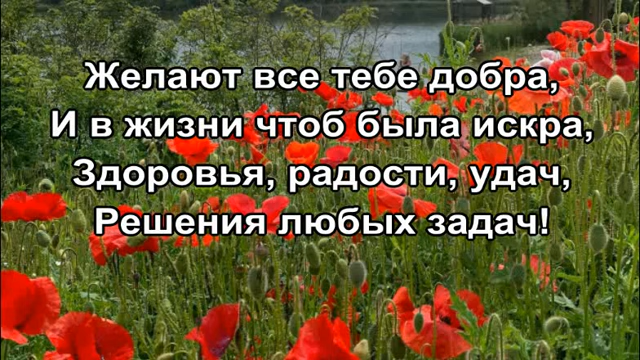 Желают все тебе добра,
И в жизни чтоб была искра,
Здоровья, радости, удач,
Решения любых задач!